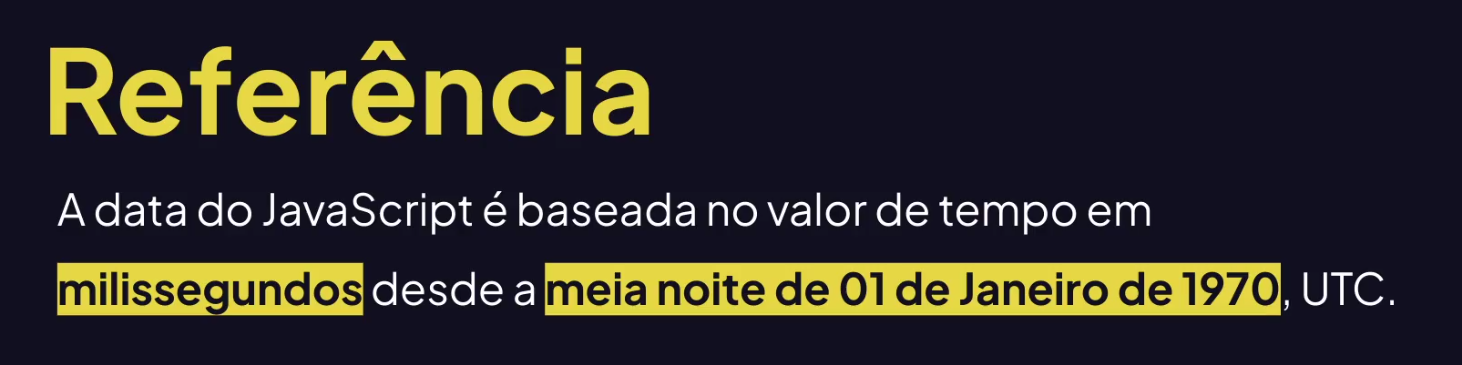 Referência
A data do JavaScript é baseada no valor de tempo em
milissegundos desde a meia noite de 01 de Janeiro de 1970, UTC.